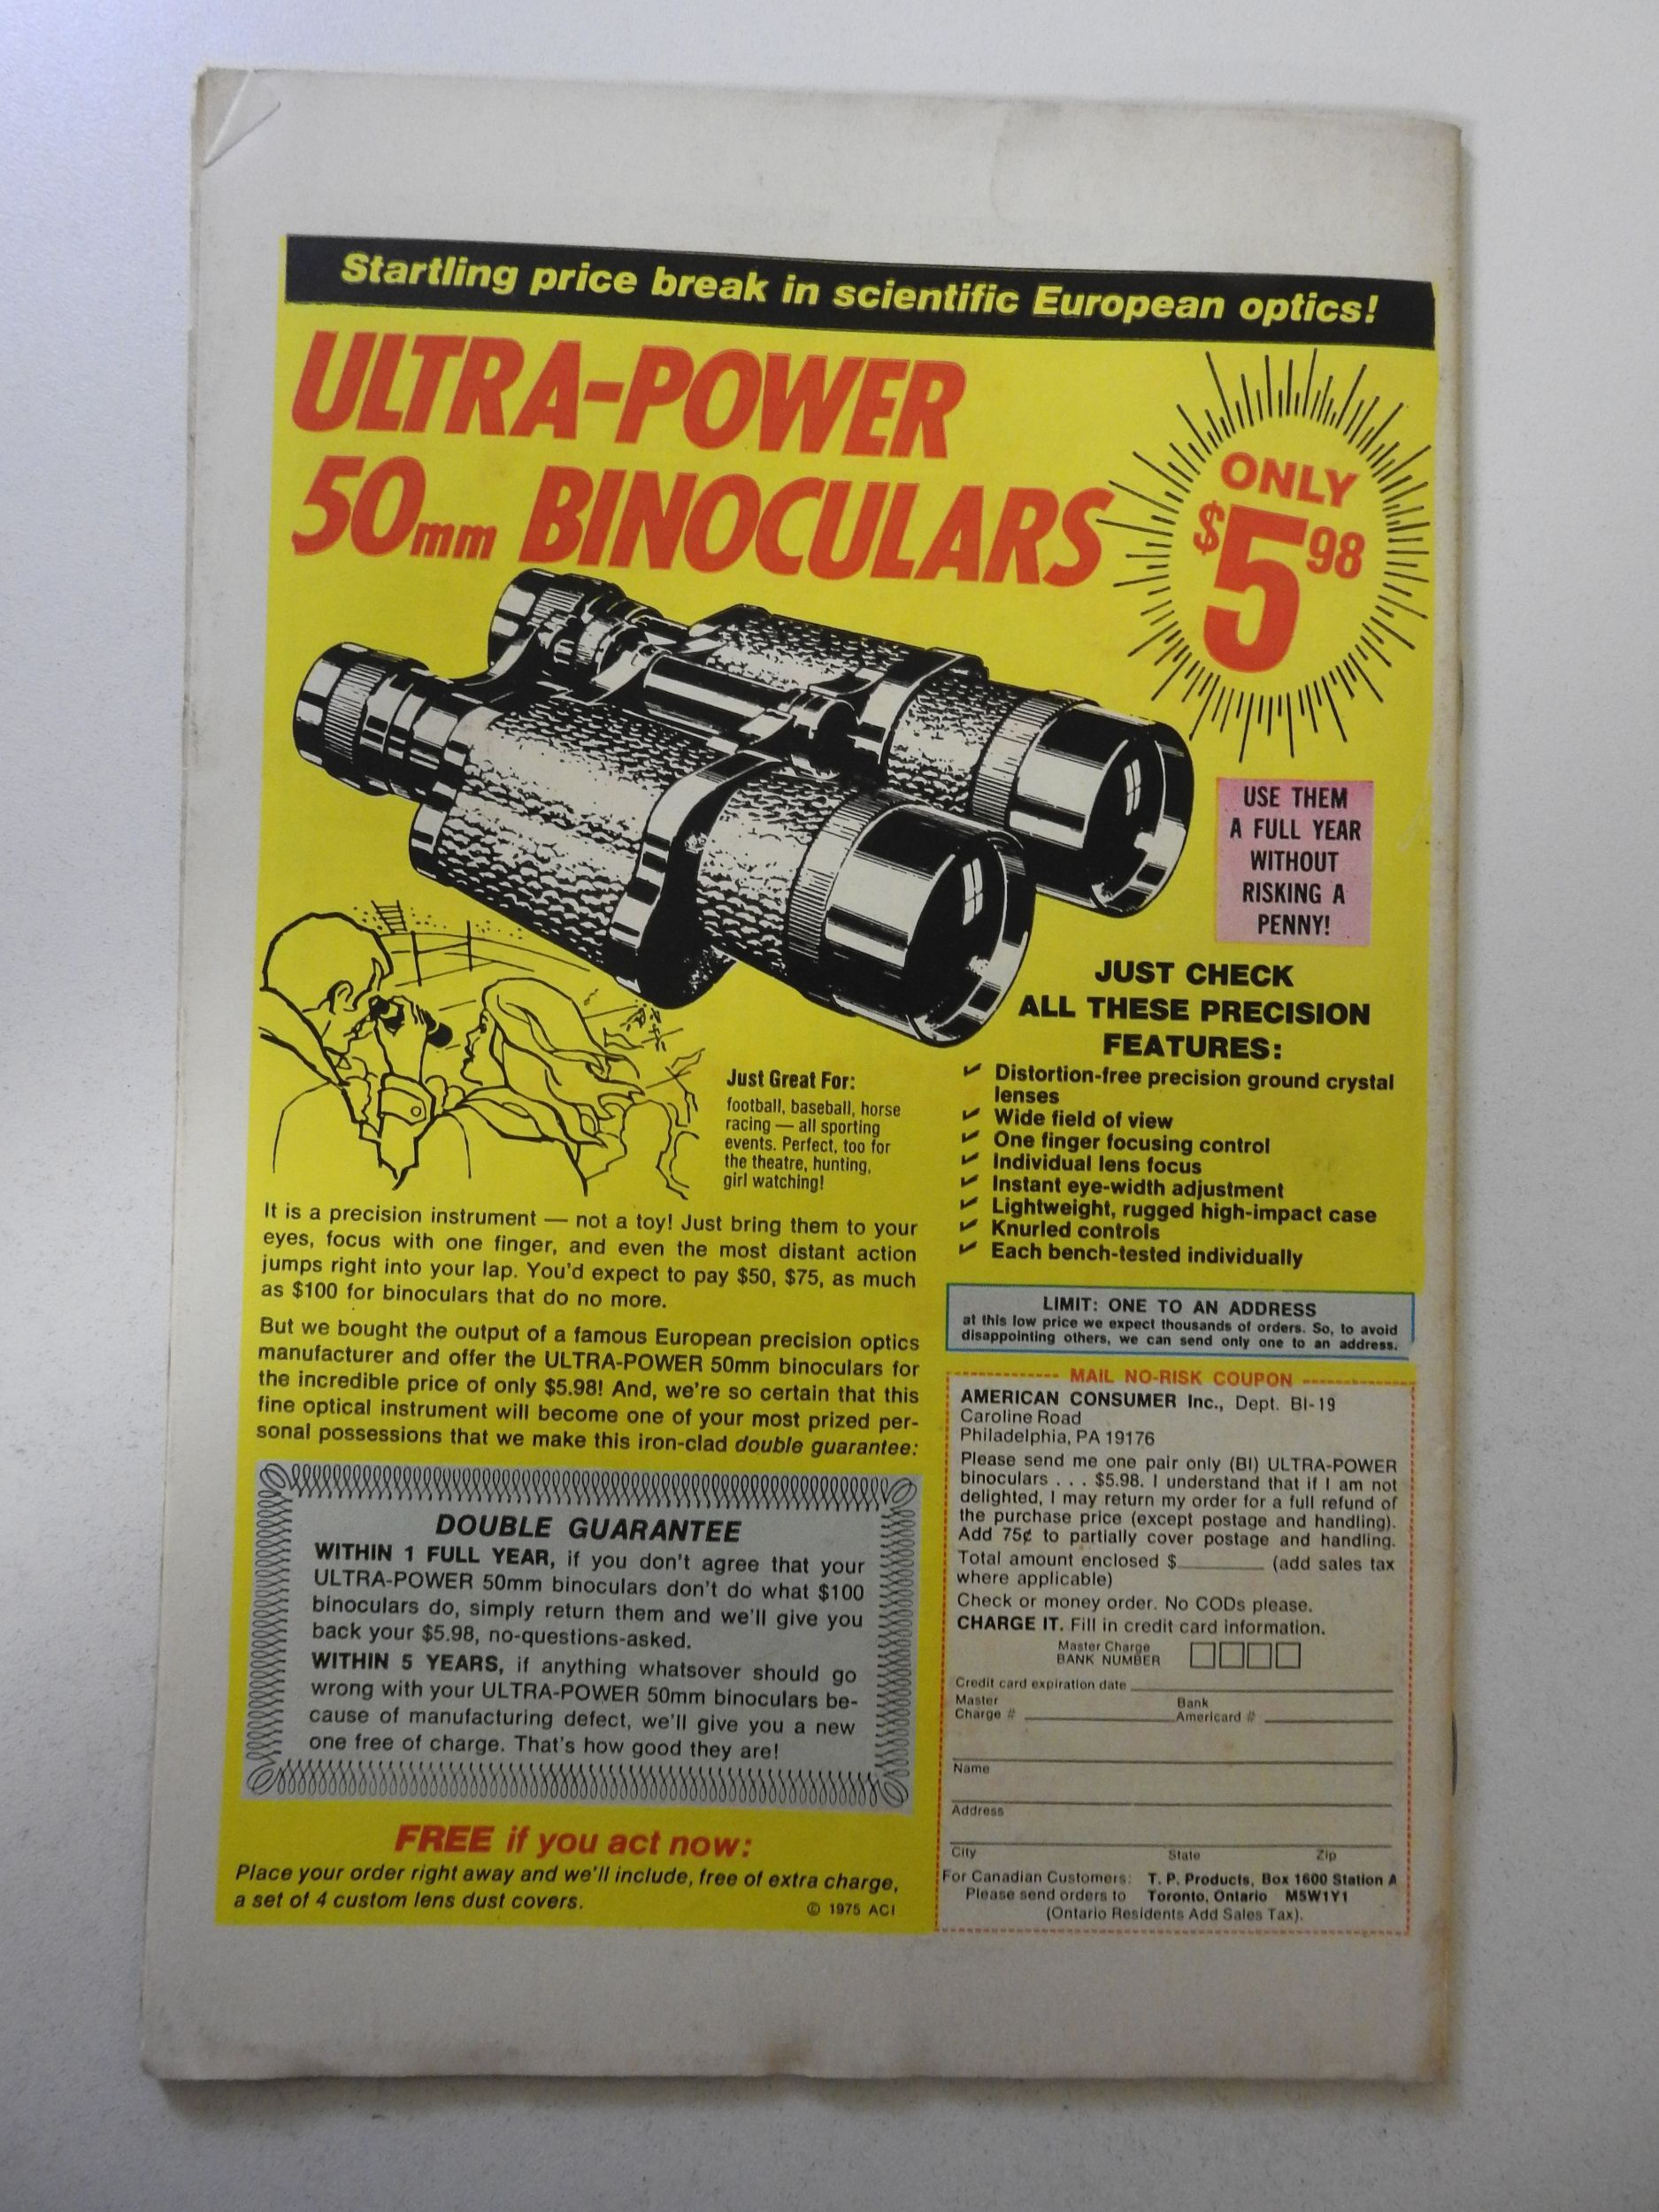 Startling price break in scientific European optics!
ULTRA-POWER
50mm BINOCULARS
ONLY
$5 98
USE THEM
A FULL YEAR
WITHOUT
RISKING A
PENNY!
JUST CHECK
ALL THESE PRECISION
FEATURES:
✔ Distortion-free precision ground crystal
lenses
✔ Wide field of view
✔ One finger focusing control
✔ Individual lens focus
✔ Instant eye-width adjustment
✔ Lightweight, rugged high-impact case
✔ Knurled controls
✔ Each bench-tested individually
Just Great For:
football, baseball, horse
racing — all sporting
events. Perfect, too for
the theatre, hunting,
girl watching!
It is a precision instrument — not a toy! Just bring them to your
eyes, focus with one finger, and even the most distant action
jumps right into your lap. You'd expect to pay $50, $75, as much
as $100 for binoculars that do no more.
But we bought the output of a famous European precision optics
manufacturer and offer the ULTRA-POWER 50mm binoculars for
the incredible price of only $5.98! And, we're so certain that this
fine optical instrument will become one of your most prized per-
sonal possessions that we make this iron-clad double guarantee:
DOUBLE GUARANTEE
WITHIN 1 FULL YEAR, if you don't agree that your
ULTRA-POWER 50mm binoculars don't do what $100
binoculars do, simply return them and we'll give you
back your $5.98, no-questions-asked.
WITHIN 5 YEARS, if anything whatsover should go
wrong with your ULTRA-POWER 50mm binoculars be-
cause of manufacturing defect, we'll give you a new
one free of charge. That's how good they are!
FREE if you act now:
Place your order right away and we'll include, free of extra charge,
a set of 4 custom lens dust covers.
© 1975 ACI
LIMIT: ONE TO AN ADDRESS
at this low price we expect thousands of orders. So, to avoid
disappointing others, we can send only one to an address.
MAIL NO-RISK COUPON
AMERICAN CONSUMER Inc., Dept. BI-19
Caroline Road
Philadelphia, PA 19176
Please send me one pair only (BI) ULTRA-POWER
binoculars . . . $5.98. I understand that if I am not
delighted, I may return my order for a full refund of
the purchase price (except postage and handling).
Add 75¢ to partially cover postage and handling.
Total amount enclosed $________ (add sales tax
where applicable)
Check or money order. No CODs please.
CHARGE IT. Fill in credit card information.
Master Charge
BANK NUMBER
Credit card expiration date
Master Bank
Charge # Americard #
Name
Address
City State Zip
For Canadian Customers: T. P. Products, Box 1600 Station A
Please send orders to Toronto, Ontario M5W1Y1
(Ontario Residents Add Sales Tax).